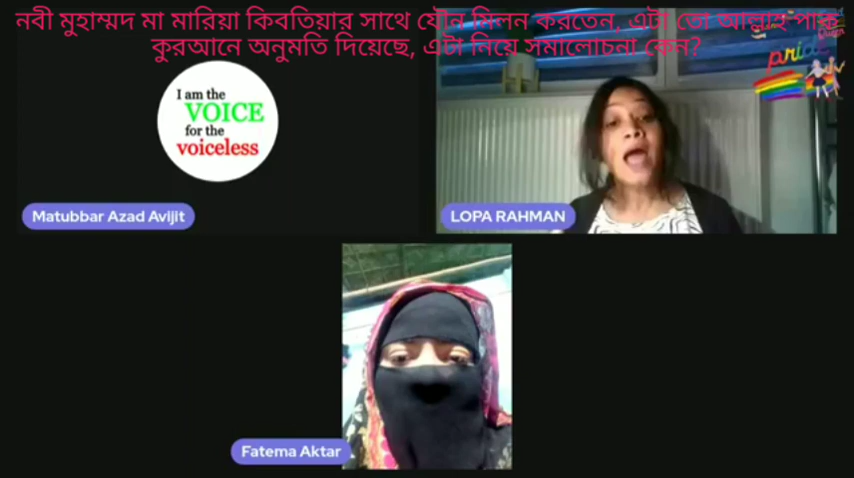 নবী মুহাম্মদ মা মারিয়া কিবতিয়ার সাথে যৌন মিলন করতেন, এটা তো আল্লাহ পাক
কুরআনে অনুমতি দিয়েছে, এটা নিয়ে সমালোচনা কেন?
pride
I am the
VOICE
for the
voiceless
Matubbar Azad Avijit
LOPA RAHMAN
Fatema Aktar